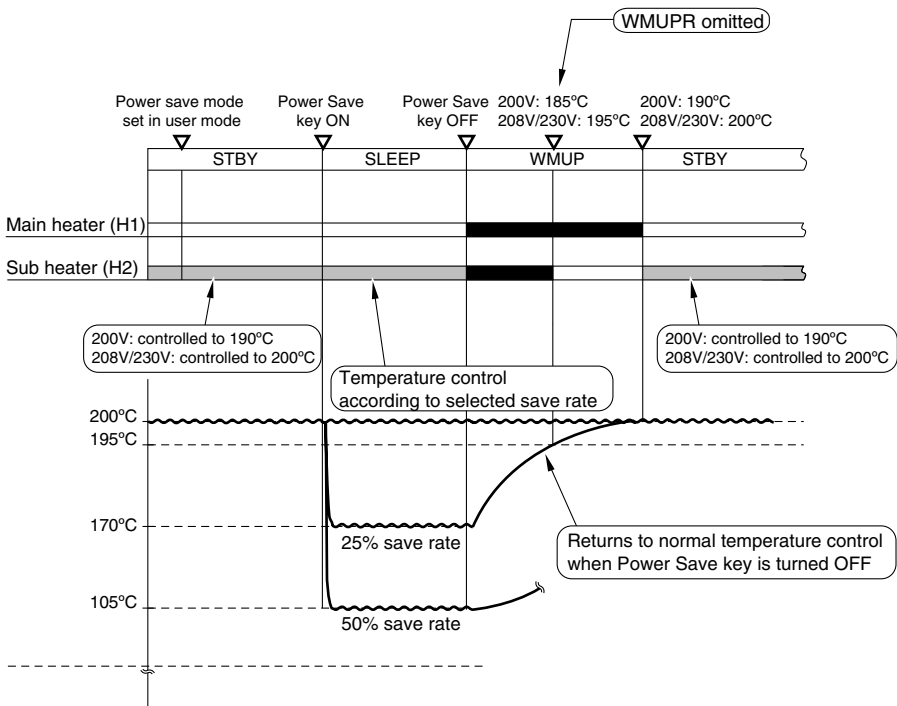 WMUPR omitted
Power save mode
set in user mode
Power Save
key ON
Power Save
key OFF
200V: 185ºC
208V/230V: 195ºC
200V: 190ºC
208V/230V: 200ºC
STBY
SLEEP
WMUP
STBY
Main heater (H1)
Sub heater (H2)
200V: controlled to 190ºC
208V/230V: controlled to 200ºC
Temperature control
according to selected save rate
200V: controlled to 190ºC
208V/230V: controlled to 200ºC
200ºC
195ºC
170ºC
25% save rate
Returns to normal temperature control
when Power Save key is turned OFF
105ºC
50% save rate